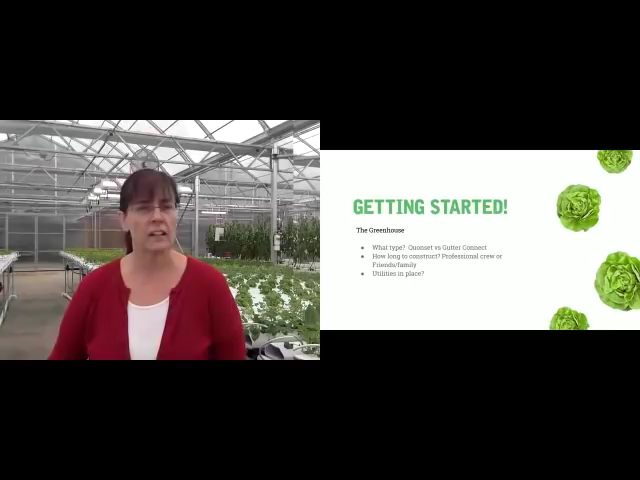 GETTING STARTED!
The Greenhouse
● What type? Quonset vs Gutter Connect
● How long to construct? Professional crew or
Friends/family
● Utilities in place?